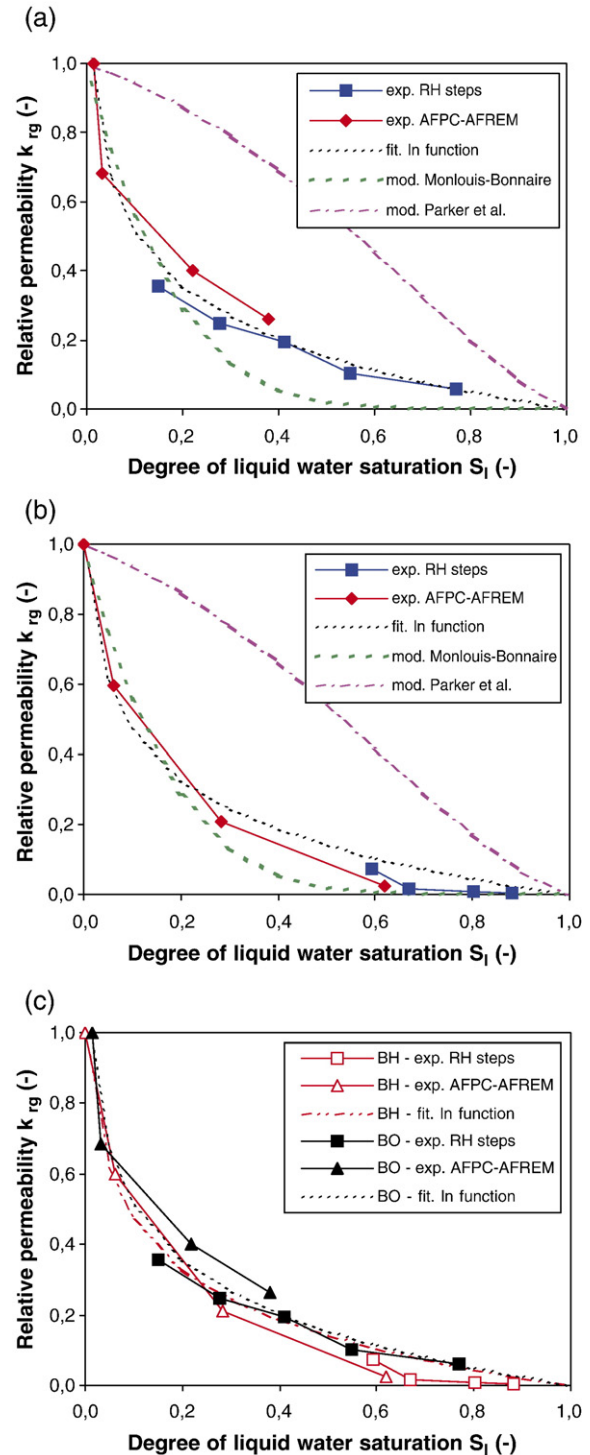 (a)
1,0
0,8
0,6
0,4
0,2
0,0
Relative permeability k rg (-)
exp. RH steps
exp. AFPC-AFREM
fit. ln function
mod. Monlouis-Bonnaire
mod. Parker et al.
0,0 0,2 0,4 0,6 0,8 1,0
Degree of liquid water saturation Sl (-)
(b)
1,0
0,8
0,6
0,4
0,2
0,0
Relative permeability k rg (-)
exp. RH steps
exp. AFPC-AFREM
fit. ln function
mod. Monlouis-Bonnaire
mod. Parker et al.
0,0 0,2 0,4 0,6 0,8 1,0
Degree of liquid water saturation Sl (-)
(c)
1,0
0,8
0,6
0,4
0,2
0,0
Relative permeability k rg (-)
BH - exp. RH steps
BH - exp. AFPC-AFREM
BH - fit. ln function
BO - exp. RH steps
BO - exp. AFPC-AFREM
BO - fit. ln function
0,0 0,2 0,4 0,6 0,8 1,0
Degree of liquid water saturation Sl (-)